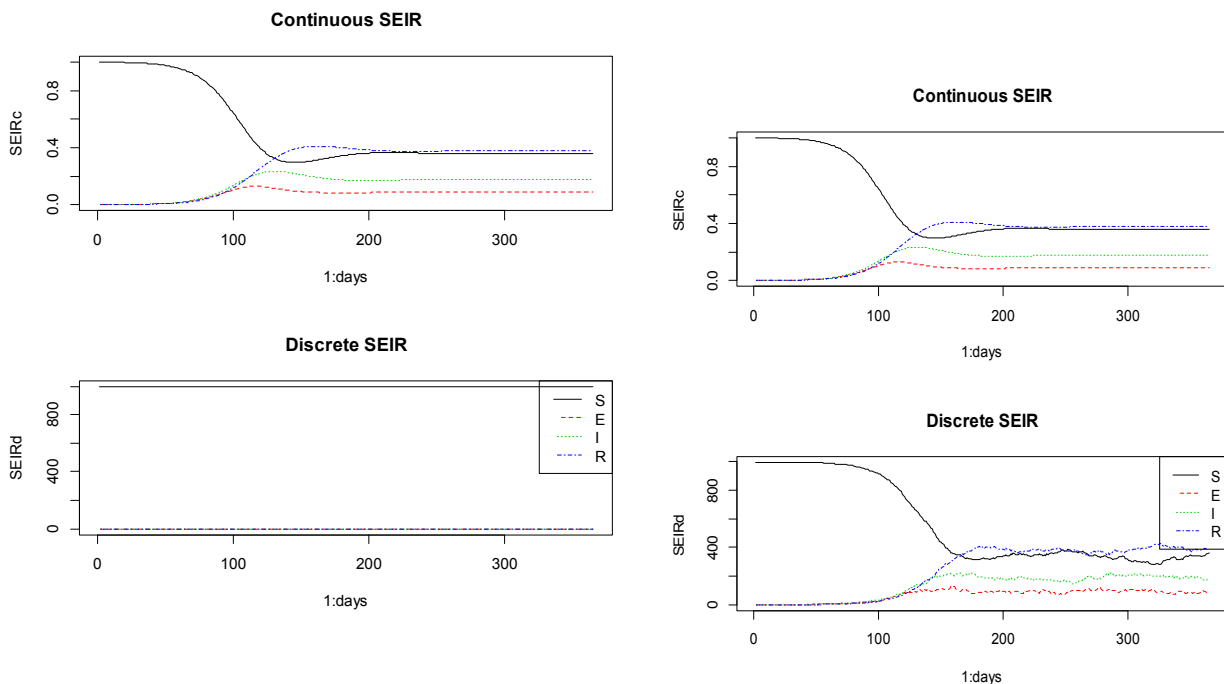 Continuous SEIR
SEIRc
0.0 0.4 0.8
0 100 200 300
1:days
Discrete SEIR
SEIRd
0 400 800
0 100 200 300
1:days
S
E
I
R
Continuous SEIR
SEIRc
0.0 0.4 0.8
0 100 200 300
1:days
Discrete SEIR
SEIRd
0 400 800
0 100 200 300
1:days
S
E
I
R